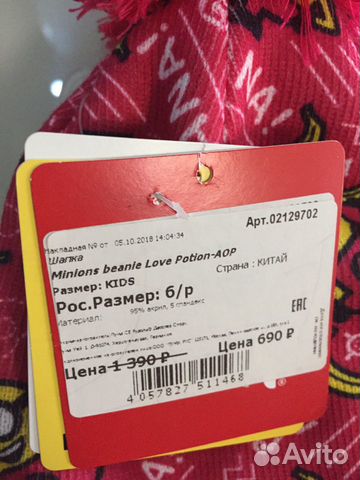 NANA!
Накладная № от 05.10.2018 14:04:34
Шапка
Арт.02129702
Minions beanie Love Potion-AOP
Размер: KIDS
Страна : КИТАЙ
Рос.Размер: б/р
Материал: 95% акрил, 5 спандекс
EAC
Цена 1 390 ₽
Цена 690 ₽
4 057827 511468
Avito